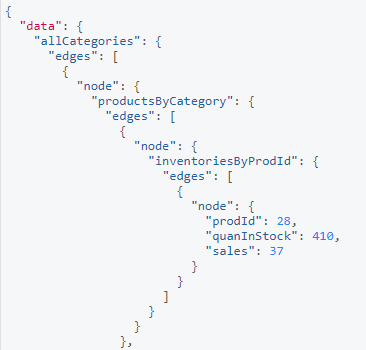 {
  "data": {
    "allCategories": {
      "edges": [
        {
          "node": {
            "productsByCategory": {
              "edges": [
                {
                  "node": {
                    "inventoriesByProdId": {
                      "edges": [
                        {
                          "node": {
                            "prodId": 28,
                            "quanInStock": 410,
                            "sales": 37
                          }
                        }
                      ]
                    }
                  }
                },